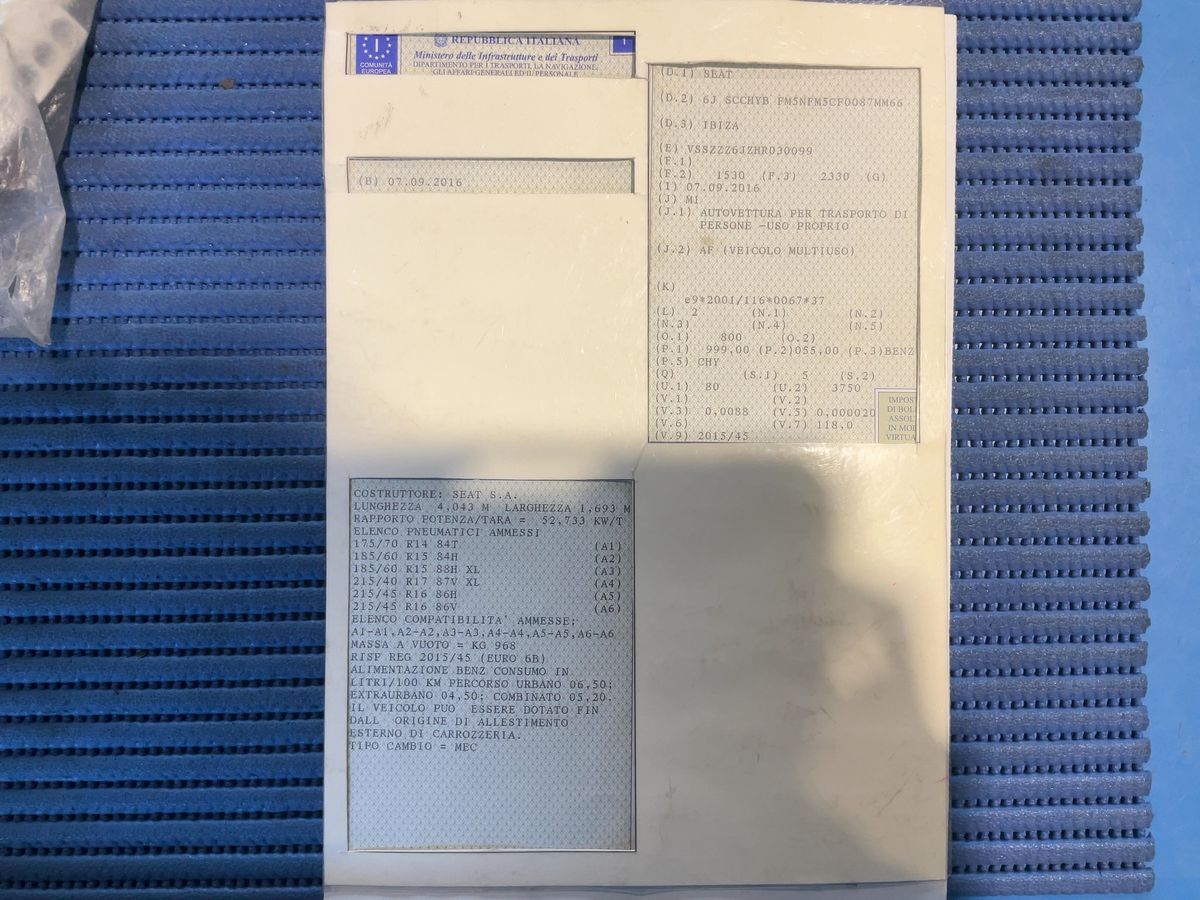 I
COMUNITÀ
EUROPEA
REPUBBLICA ITALIANA
Ministero delle Infrastrutture e dei Trasporti
DIPARTIMENTO PER I TRASPORTI, LA NAVIGAZIONE,
GLI AFFARI GENERALI ED IL PERSONALE
1
(B) 07.09.2016
(D.1) SEAT
(D.2) 6J SCCHYB FM5NFM5CF0087MM66
(D.3) IBIZA
(E) VSSZZZ6JZHR030099
(F.1)
(F.2) 1530 (F.3) 2330 (G)
(I) 07.09.2016
(J) M1
(J.1) AUTOVETTURA PER TRASPORTO DI
PERSONE -USO PROPRIO
(J.2) AF (VEICOLO MULTIUSO)
(K)
e9*2001/116*0067*37
(L) 2 (N.1) (N.2)
(N.3) (N.4) (N.5)
(O.1) 800 (O.2)
(P.1) 999,00 (P.2)055,00 (P.3)BENZ
(P.5) CHY
(Q) (S.1) 5 (S.2)
(U.1) 80 (U.2) 3750
(V.1) (V.2)
(V.3) 0,0088 (V.5) 0,000020
(V.6) (V.7) 118,0
(V.9) 2015/45
IMPOS
DI BOL
ASSOL
IN MOD
VIRTUA
COSTRUTTORE: SEAT S.A.
LUNGHEZZA 4,043 M LARGHEZZA 1,693 M
RAPPORTO POTENZA/TARA = 52,733 KW/T
ELENCO PNEUMATICI AMMESSI
175/70 R14 84T (A1)
185/60 R15 84H (A2)
185/60 R15 88H XL (A3)
215/40 R17 87V XL (A4)
215/45 R16 86H (A5)
215/45 R16 86V (A6)
ELENCO COMPATIBILITA' AMMESSE;
A1-A1,A2-A2,A3-A3,A4-A4,A5-A5,A6-A6
MASSA A VUOTO = KG 968
RISP REG 2015/45 (EURO 6B)
ALIMENTAZIONE BENZ CONSUMO IN
LITRI/100 KM PERCORSO URBANO 06,50;
EXTRAURBANO 04,50; COMBINATO 05,20.
IL VEICOLO PUO ESSERE DOTATO FIN
DALL ORIGINE DI ALLESTIMENTO
ESTERNO DI CARROZZERIA.
TIPO CAMBIO = MEC